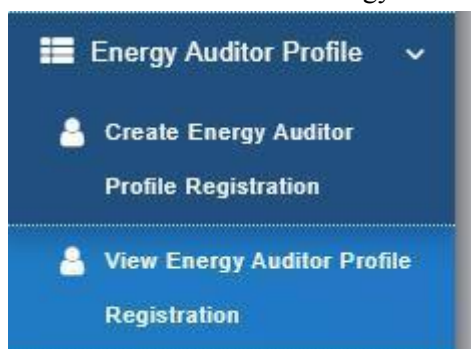 Energy Auditor Profile
Create Energy Auditor
Profile Registration
View Energy Auditor Profile
Registration